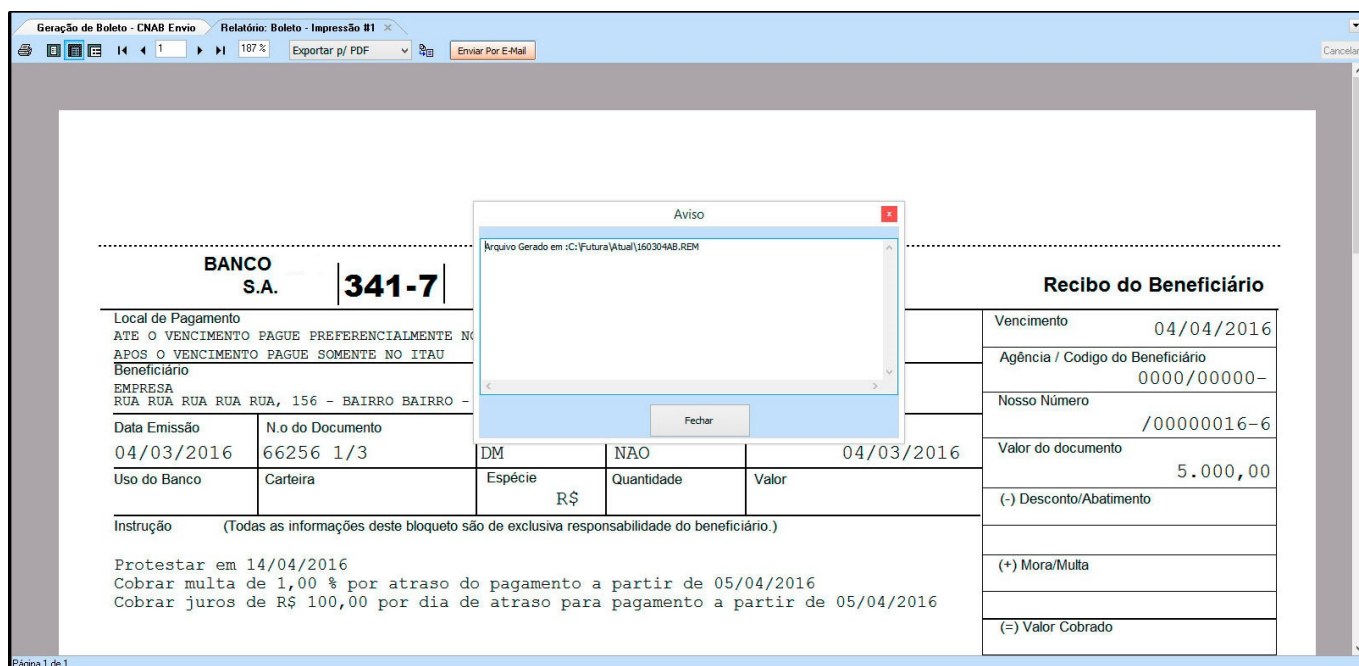 Geração de Boleto - CNAB Envio Relatório: Boleto - Impressão #1
1 187 % Exportar p/ PDF Enviar Por E-Mail Cancelar
Aviso
Arquivo Gerado em :C:\Futura\Atual\160304AB.REM
Fechar
BANCO
S.A. 341-7 Recibo do Beneficiário
Local de Pagamento
ATE O VENCIMENTO PAGUE PREFERENCIALMENTE
APOS O VENCIMENTO PAGUE SOMENTE NO ITAU
Vencimento
04/04/2016
Beneficiário
EMPRESA
RUA RUA RUA RUA RUA, 156 - BAIRRO BAIRRO -
Agência / Codigo do Beneficiário
0000/00000-
Data Emissão N.o do Documento
04/03/2016 66256 1/3 DM NAO 04/03/2016
Nosso Número
/00000016-6
Uso do Banco Carteira Espécie Quantidade Valor
R$
Valor do documento
5.000,00
Instrução (Todas as informações deste bloqueto são de exclusiva responsabilidade do beneficiário.)
(-) Desconto/Abatimento
Protestar em 14/04/2016
Cobrar multa de 1,00 % por atraso do pagamento a partir de 05/04/2016
Cobrar juros de R$ 100,00 por dia de atraso para pagamento a partir de 05/04/2016
(+) Mora/Multa
(=) Valor Cobrado
Página 1 de 1